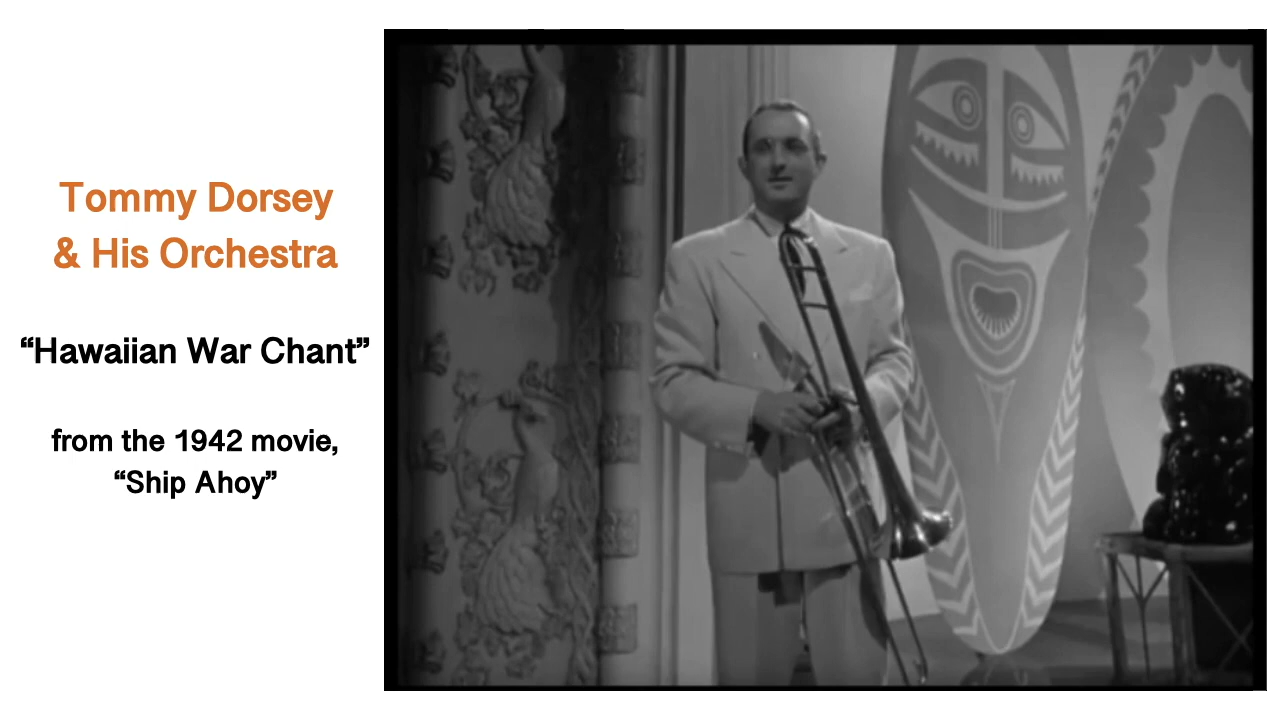 Tommy Dorsey
& His Orchestra
“Hawaiian War Chant”
from the 1942 movie,
“Ship Ahoy”